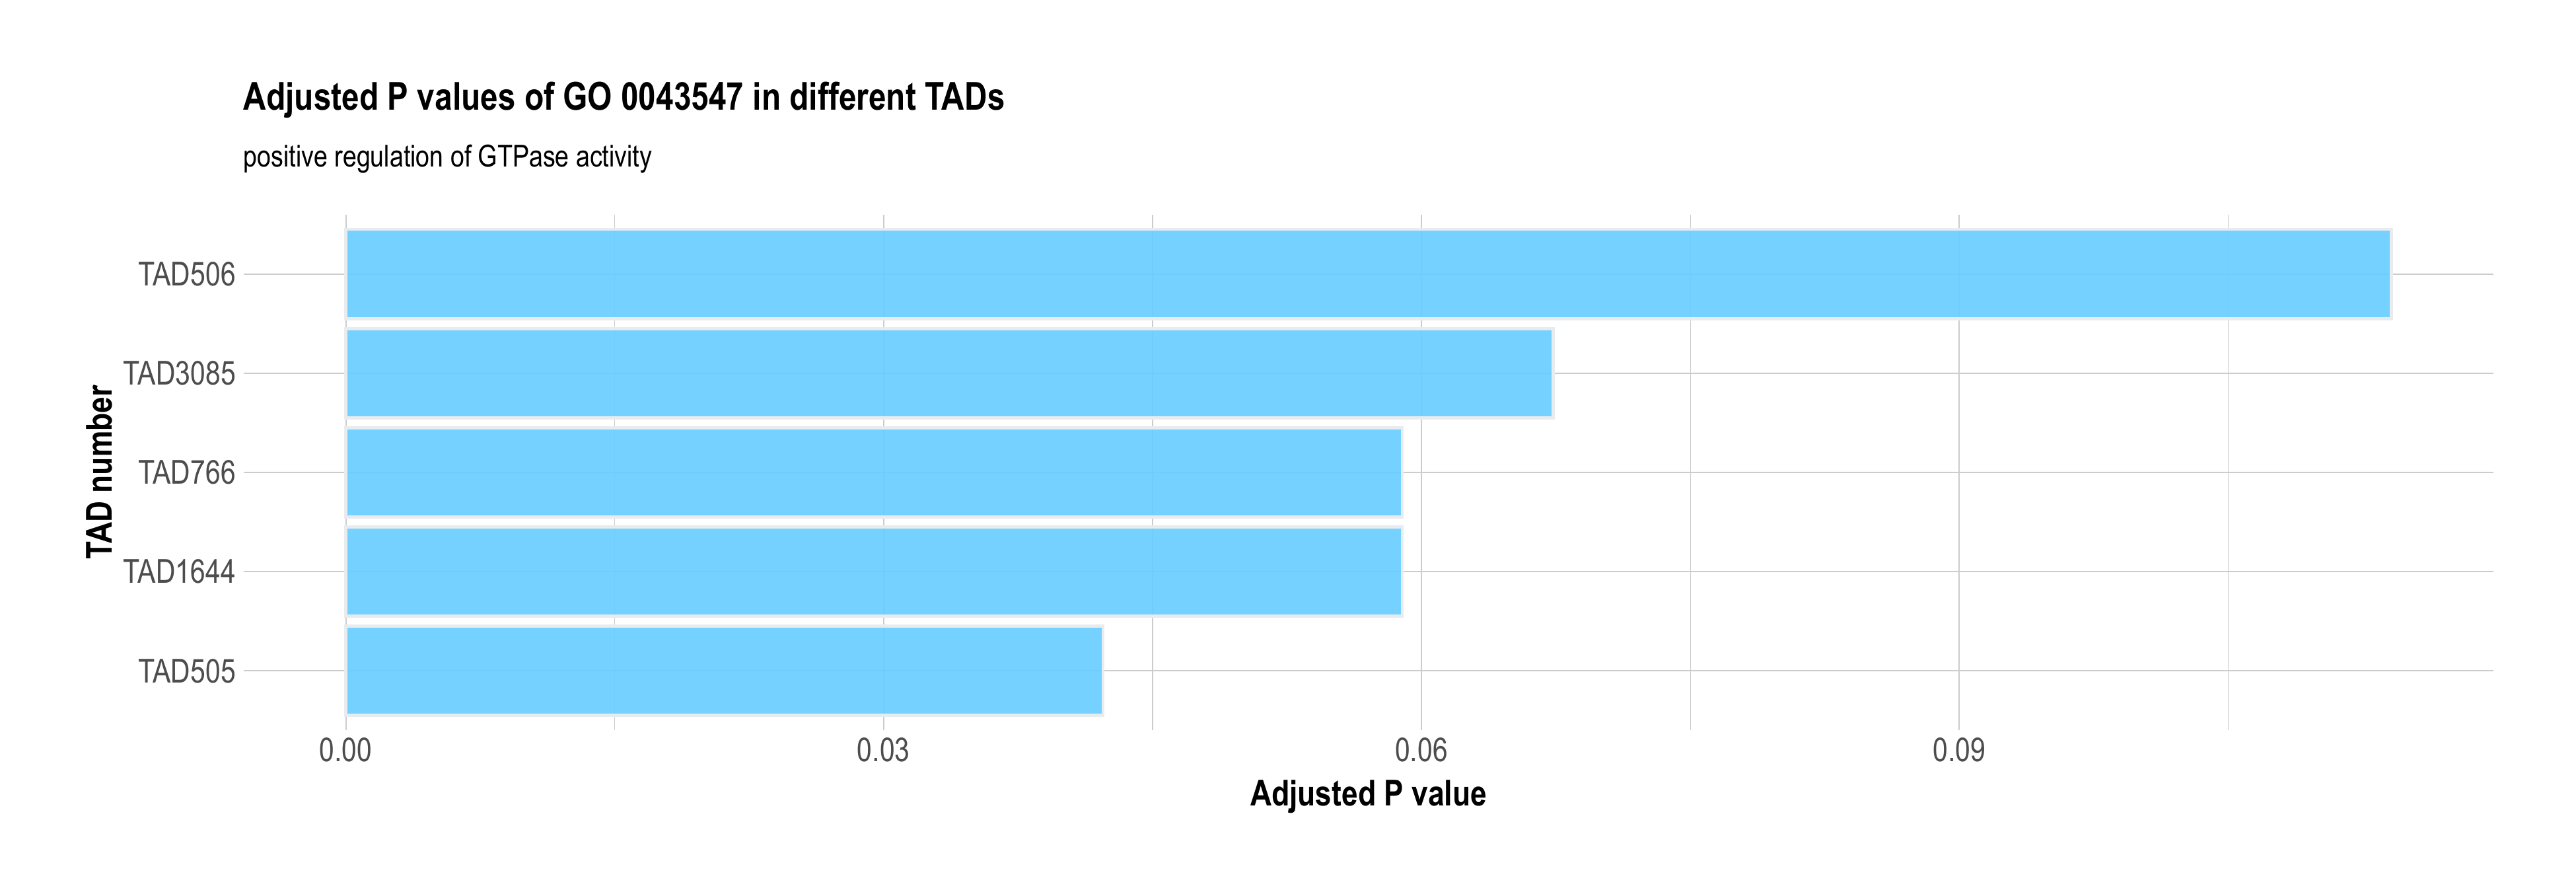 Adjusted P values of GO 0043547 in different TADs
positive regulation of GTPase activity
TAD number
TAD506
TAD3085
TAD766
TAD1644
TAD505
0.00 0.03 0.06 0.09
Adjusted P value